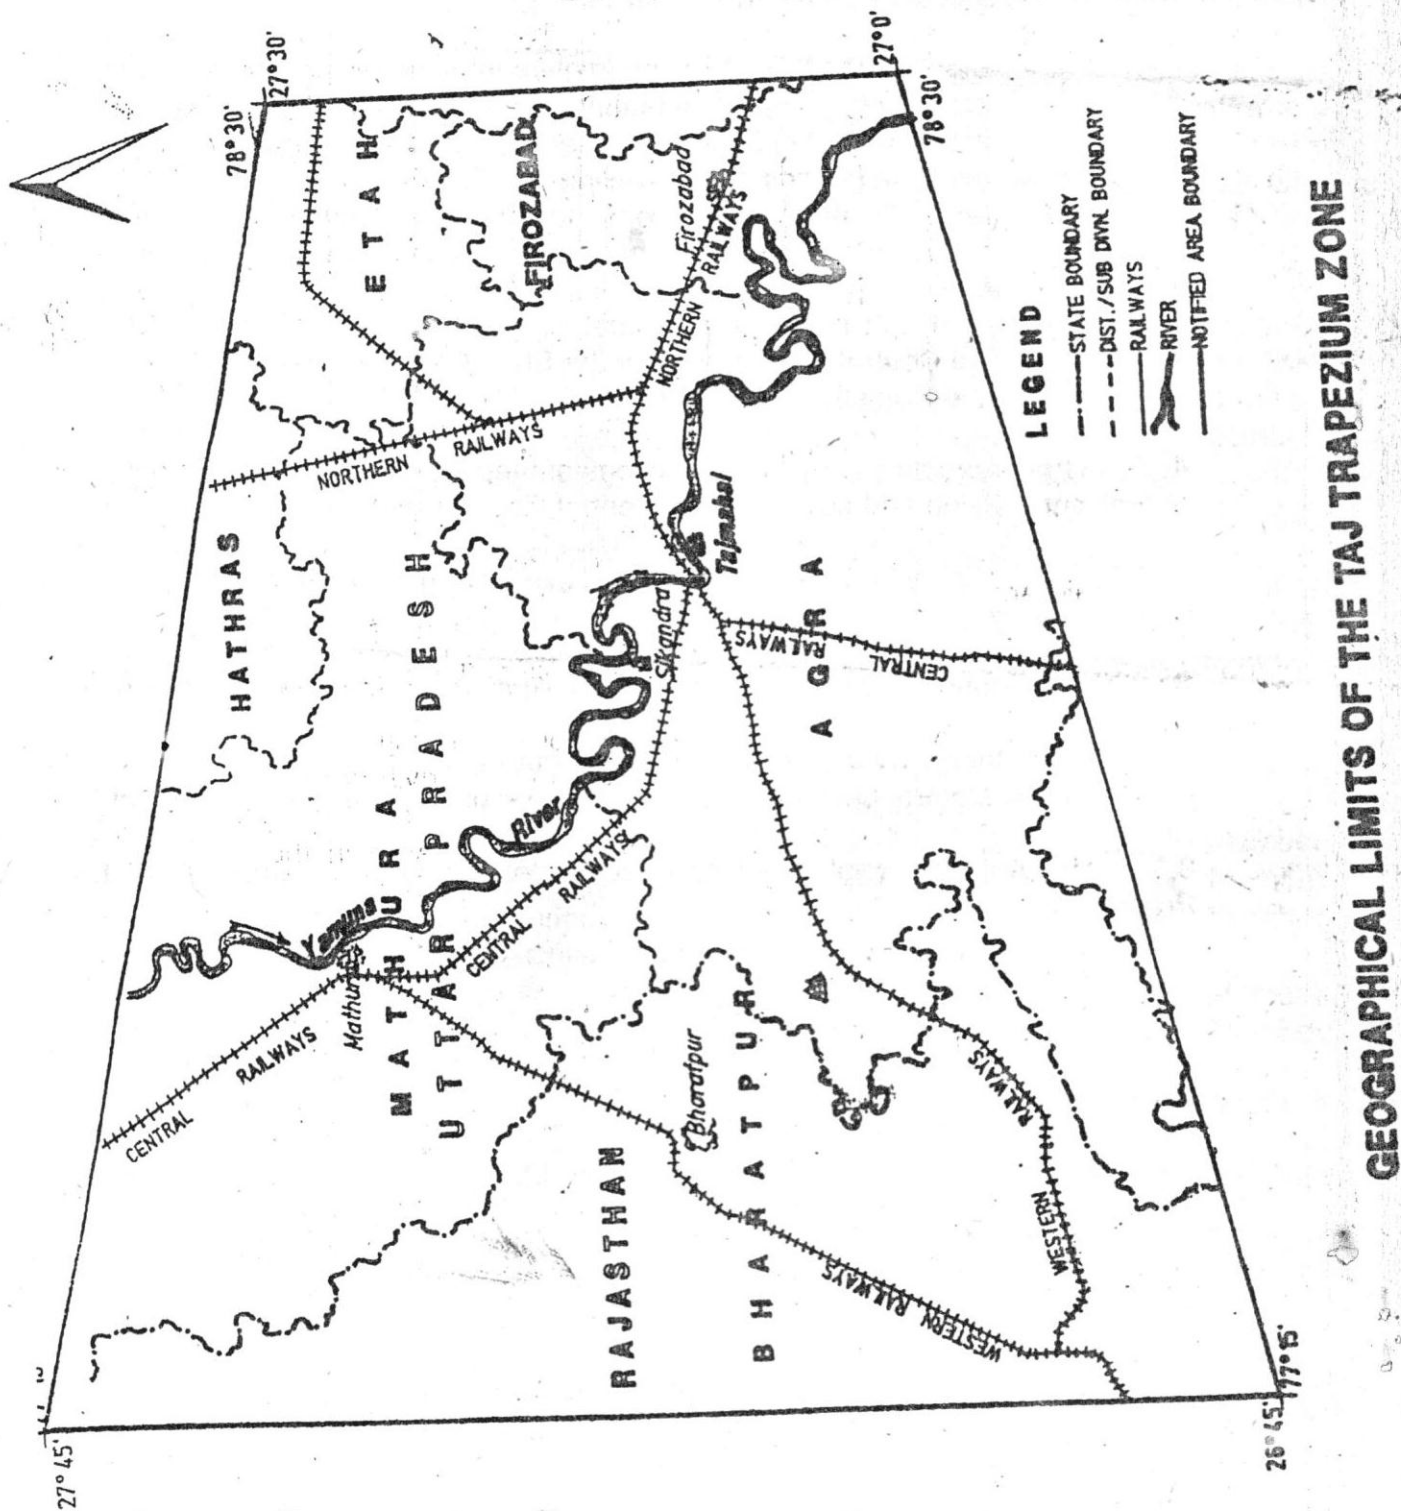 27°45'
78°30'
27°30'
HATHRAS
ETAH
FIROZABAD
NORTHERN
RAILWAYS
CENTRAL
RAILWAYS
Mathura
Yamuna
River
MATHURA
UTTAR PRADESH
CENTRAL
RAILWAYS
Sikandra
Tajmahal
Firozabad
NORTHERN
RAILWAYS
RAJASTHAN
Bharatpur
BHARATPUR
AGRA
RAILWAYS
CENTRAL
WESTERN RAILWAYS
WESTERN
RAILWAYS
27°0'
78°30'
26°45'
77°15'
LEGEND
STATE BOUNDARY
DIST./SUB DIVN. BOUNDARY
RAILWAYS
RIVER
NOTIFIED AREA BOUNDARY
GEOGRAPHICAL LIMITS OF THE TAJ TRAPEZIUM ZONE